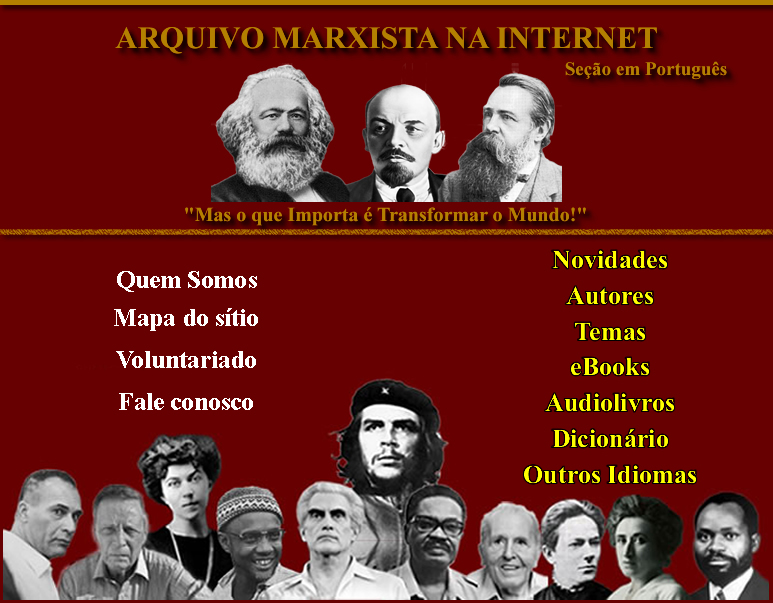 ARQUIVO MARXISTA NA INTERNET
Seção em Português
"Mas o que Importa é Transformar o Mundo!"
Quem Somos
Mapa do sítio
Voluntariado
Fale conosco
Novidades
Autores
Temas
eBooks
Audiolivros
Dicionário
Outros Idiomas